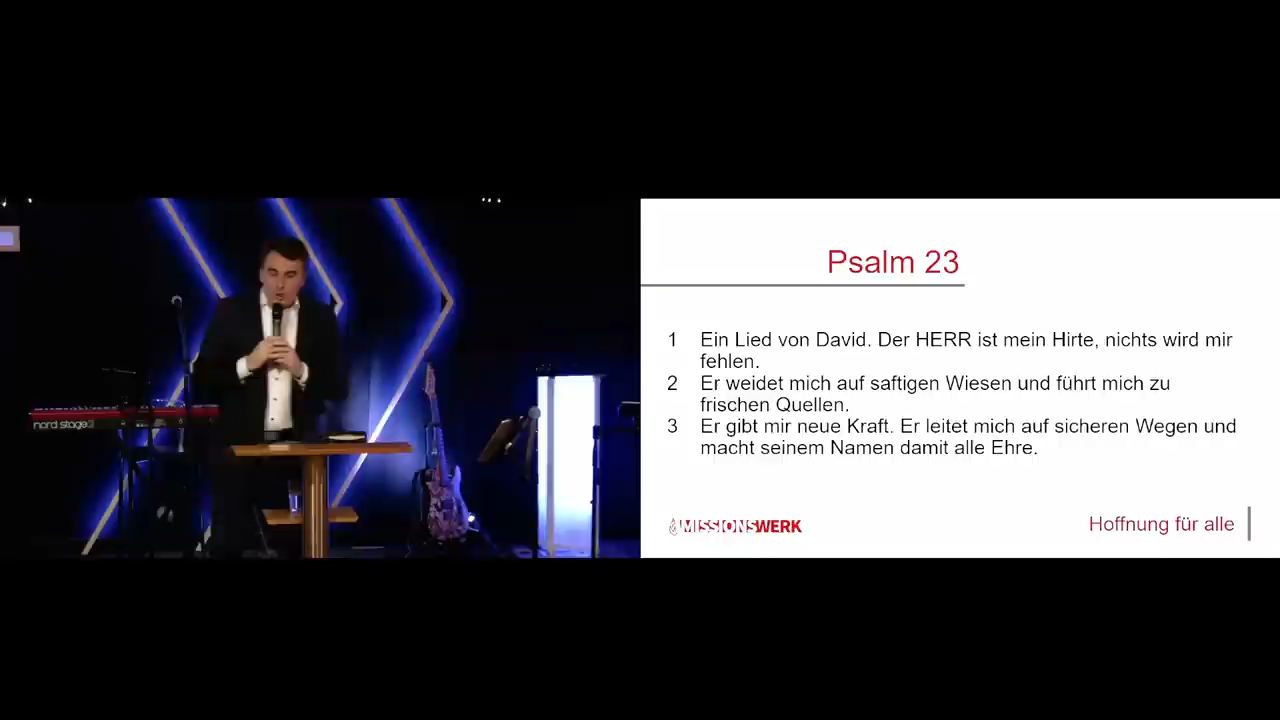 nord stage
Psalm 23
1 Ein Lied von David. Der HERR ist mein Hirte, nichts wird mir
fehlen.
2 Er weidet mich auf saftigen Wiesen und führt mich zu
frischen Quellen.
3 Er gibt mir neue Kraft. Er leitet mich auf sicheren Wegen und
macht seinem Namen damit alle Ehre.
MISSIONSWERK
Hoffnung für alle